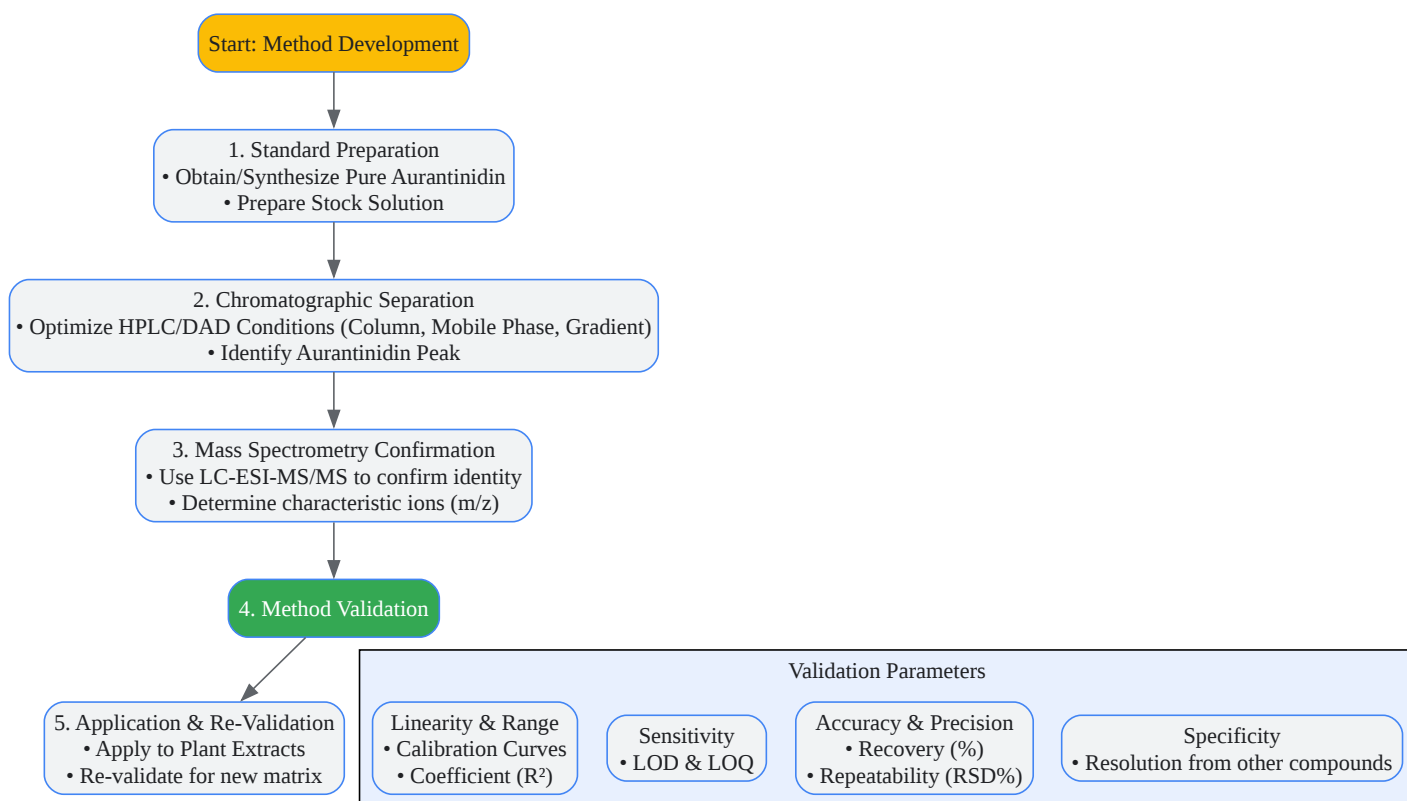 Start: Method Development
1. Standard Preparation
• Obtain/Synthesize Pure Aurantinidin
• Prepare Stock Solution
2. Chromatographic Separation
• Optimize HPLC/DAD Conditions (Column, Mobile Phase, Gradient)
• Identify Aurantinidin Peak
3. Mass Spectrometry Confirmation
• Use LC-ESI-MS/MS to confirm identity
• Determine characteristic ions (m/z)
4. Method Validation
5. Application & Re-Validation
• Apply to Plant Extracts
• Re-validate for new matrix
Validation Parameters
Linearity & Range
• Calibration Curves
• Coefficient (R²)
Sensitivity
• LOD & LOQ
Accuracy & Precision
• Recovery (%)
• Repeatability (RSD%)
Specificity
• Resolution from other compounds